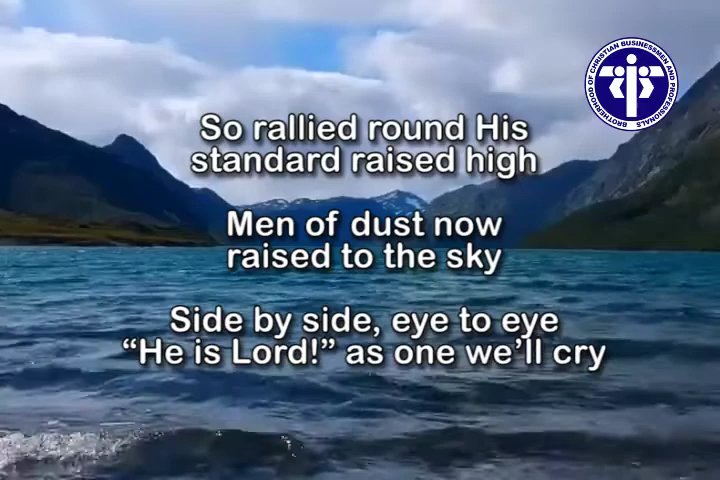 BROTHERHOOD OF CHRISTIAN BUSINESSMEN AND PROFESSIONALS
So rallied round His
standard raised high
Men of dust now
raised to the sky
Side by side, eye to eye
“He is Lord!” as one we’ll cry